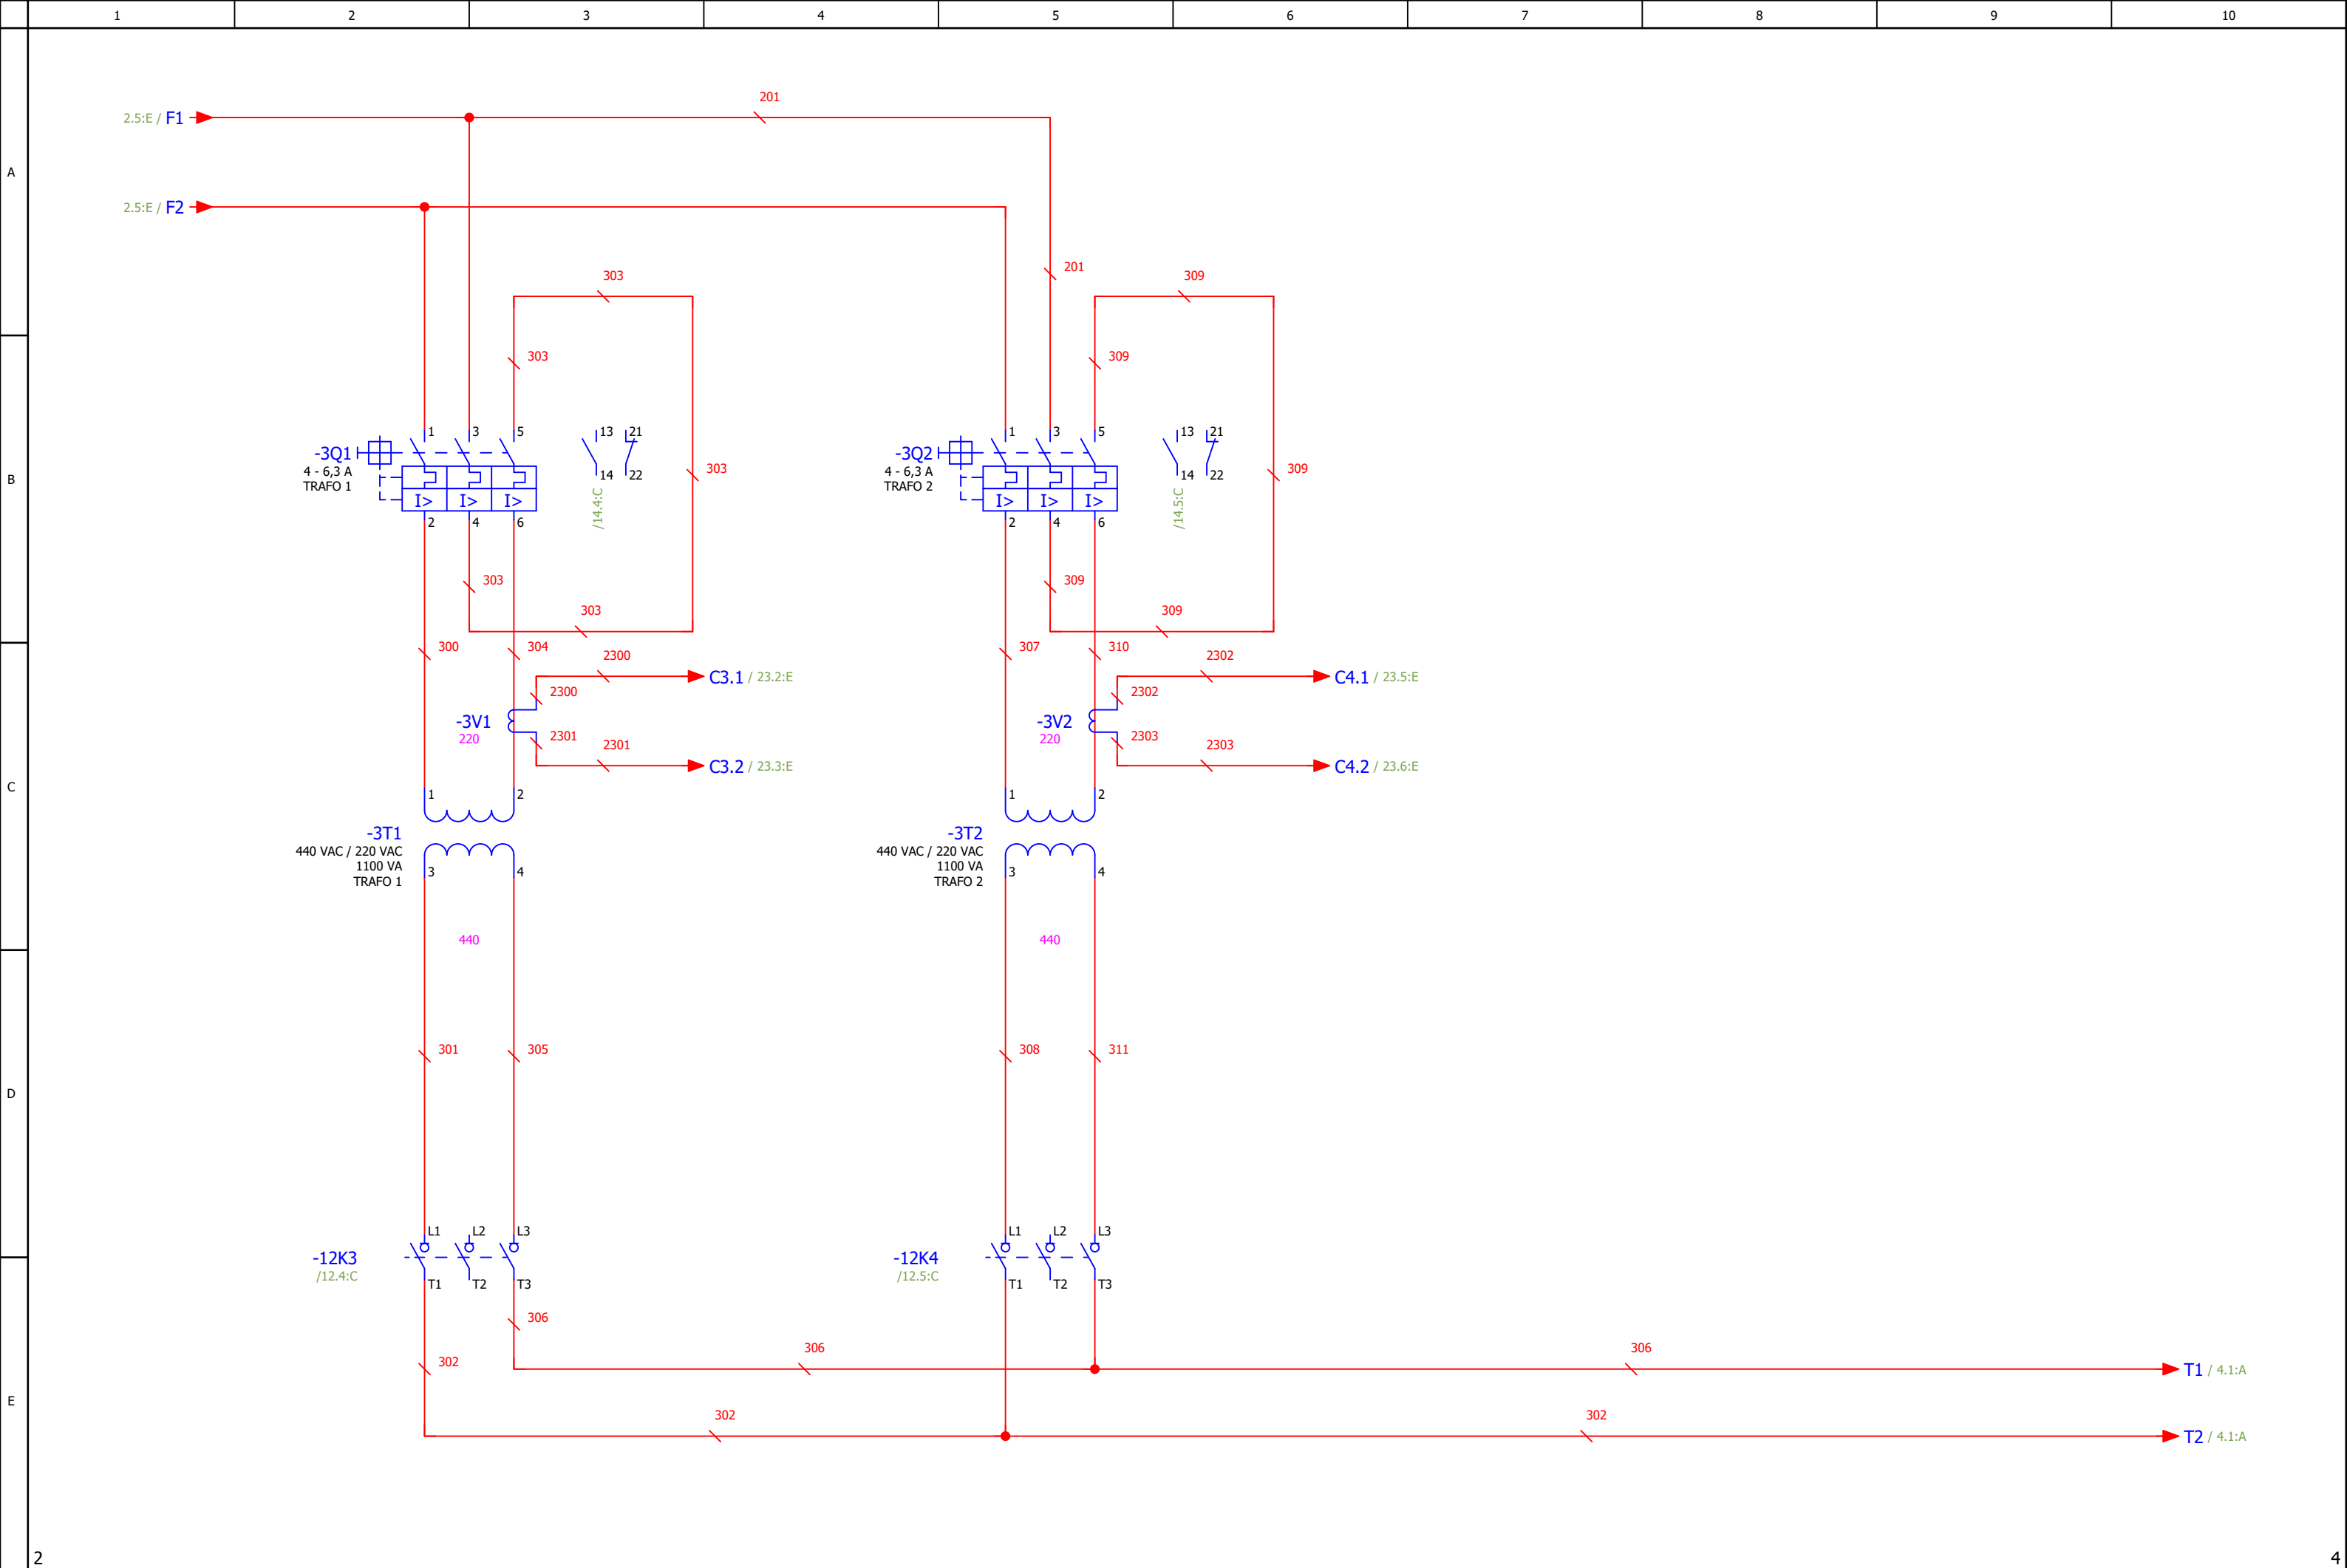 1 2 3 4 5 6 7 8 9 10
201
2.5:E / F1
A
2.5:E / F2
201
303
309
303
309
1 3 5 13 21
1 3 5 13 21
-3Q1
4 - 6,3 A
TRAFO 1
-3Q2
4 - 6,3 A
TRAFO 2
303
309
B
14 22
14 22
I> I> I>
I> I> I>
/14.4:C
/14.5:C
2 4 6
2 4 6
303
309
303
309
300
304
307
310
2300
2302
C3.1 / 23.2:E
C4.1 / 23.5:E
2300
2302
-3V1
220
-3V2
220
2301
2301
2303
2303
C3.2 / 23.3:E
C4.2 / 23.6:E
C
1 2
1 2
-3T1
440 VAC / 220 VAC
1100 VA
TRAFO 1
-3T2
440 VAC / 220 VAC
1100 VA
TRAFO 2
3 4
3 4
440
440
301
305
308
311
D
L1 L2 L3
L1 L2 L3
-12K3
/12.4:C
-12K4
/12.5:C
T1 T2 T3
T1 T2 T3
306
306
306
302
T1 / 4.1:A
E
302
302
T2 / 4.1:A
2
4